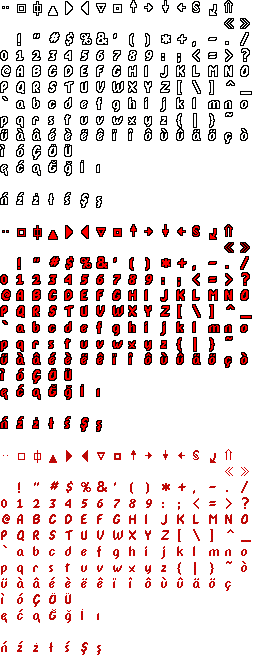 ·· □ ▲ ▶ ◀ ▼ ▫ ↑ → ↓ ← § ↲ ⇑
« »
! " # $ % & ' ( ) * + , - . /
0 1 2 3 4 5 6 7 8 9 : ; < = > ?
@ A B C D E F G H I J K L M N O
P Q R S T U V W X Y Z [ \ ] ^ _
` a b c d e f g h i j k l m n o
p q r s t u v w x y z { | } ~
ü à â é è ë ê ï î ô ù û ä ö ç ò
ì ó Ç Ö Ü
ę ć ą Ğ ğ İ ı
ń ź ż ł ś Ş ş
·· □ ▲ ▶ ◀ ▼ ▫ ↑ → ↓ ← § ↲ ⇑
« »
! " # $ % & ' ( ) * + , - . /
0 1 2 3 4 5 6 7 8 9 : ; < = > ?
@ A B C D E F G H I J K L M N O
P Q R S T U V W X Y Z [ \ ] ^ _
` a b c d e f g h i j k l m n o
p q r s t u v w x y z { | } ~
ü à â é è ë ê ï î ô ù û ä ö ç ò
ì ó Ç Ö Ü
ę ć ą Ğ ğ İ ı
ń ź ż ł ś Ş ş
·· □ ▲ ▶ ◀ ▼ ▫ ↑ → ↓ ← § ↲ ⇑
« »
! " # $ % & ' ( ) * + , - . /
0 1 2 3 4 5 6 7 8 9 : ; < = > ?
@ A B C D E F G H I J K L M N O
P Q R S T U V W X Y Z [ \ ] ^ _
` a b c d e f g h i j k l m n o
p q r s t u v w x y z { | } ~ ò
ü à â é è ë ê ï î ô ù û ä ö ç
ì ó Ç Ö Ü
ę ć ą Ğ ğ İ ı
ń ź ż ł ś Ş ş